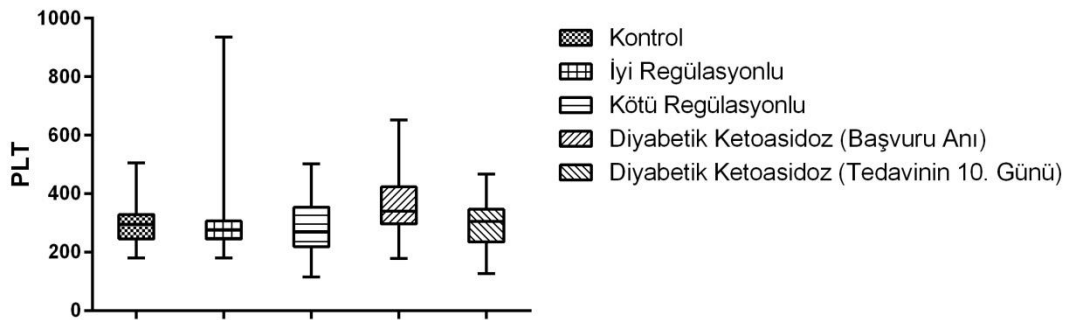 1000
800
600
400
200
0
PLT
Kontrol
İyi Regülasyonlu
Kötü Regülasyonlu
Diyabetik Ketoasidoz (Başvuru Anı)
Diyabetik Ketoasidoz (Tedavinin 10. Günü)